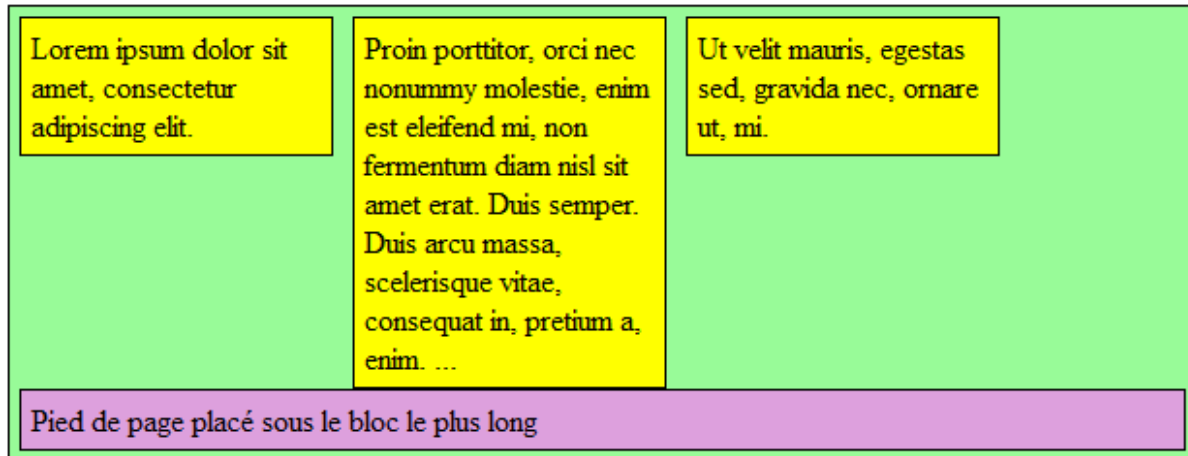 Lorem ipsum dolor sit
amet, consectetur
adipiscing elit.
Proin porttitor, orci nec
nonummy molestie, enim
est eleifend mi, non
fermentum diam nisl sit
amet erat. Duis semper.
Duis arcu massa,
scelerisque vitae,
consequat in, pretium a,
enim. ...
Ut velit mauris, egestas
sed, gravida nec, ornare
ut, mi.
Pied de page placé sous le bloc le plus long